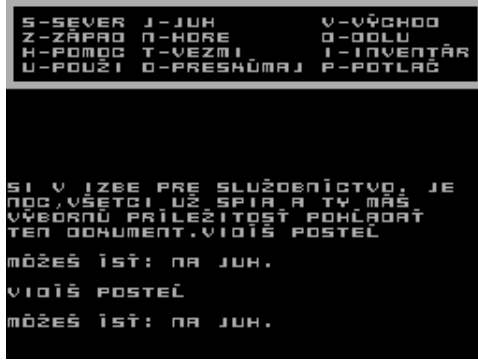 S-SEVER J-JUH V-VÝCHOD
Z-ZÁPAD N-HORE D-DOLU
H-POMOC T-VEZMI I-INVENTÁR
U-POUŽI O-PRESKÚMAJ P-POTLAČ
SI V IZBE PRE SLUŽOBNÍCTVO. JE
NOC,VŠETCI UŽ SPIA A TY MÁŠ
VÝBORNÚ PRÍLEŽITOSŤ POHĽADAŤ
TEN DOKUMENT.VIDÍŠ POSTEĽ
MÔŽEŠ ÍSŤ: NA JUH.
VIDÍŠ POSTEĽ
MÔŽEŠ ÍSŤ: NA JUH.